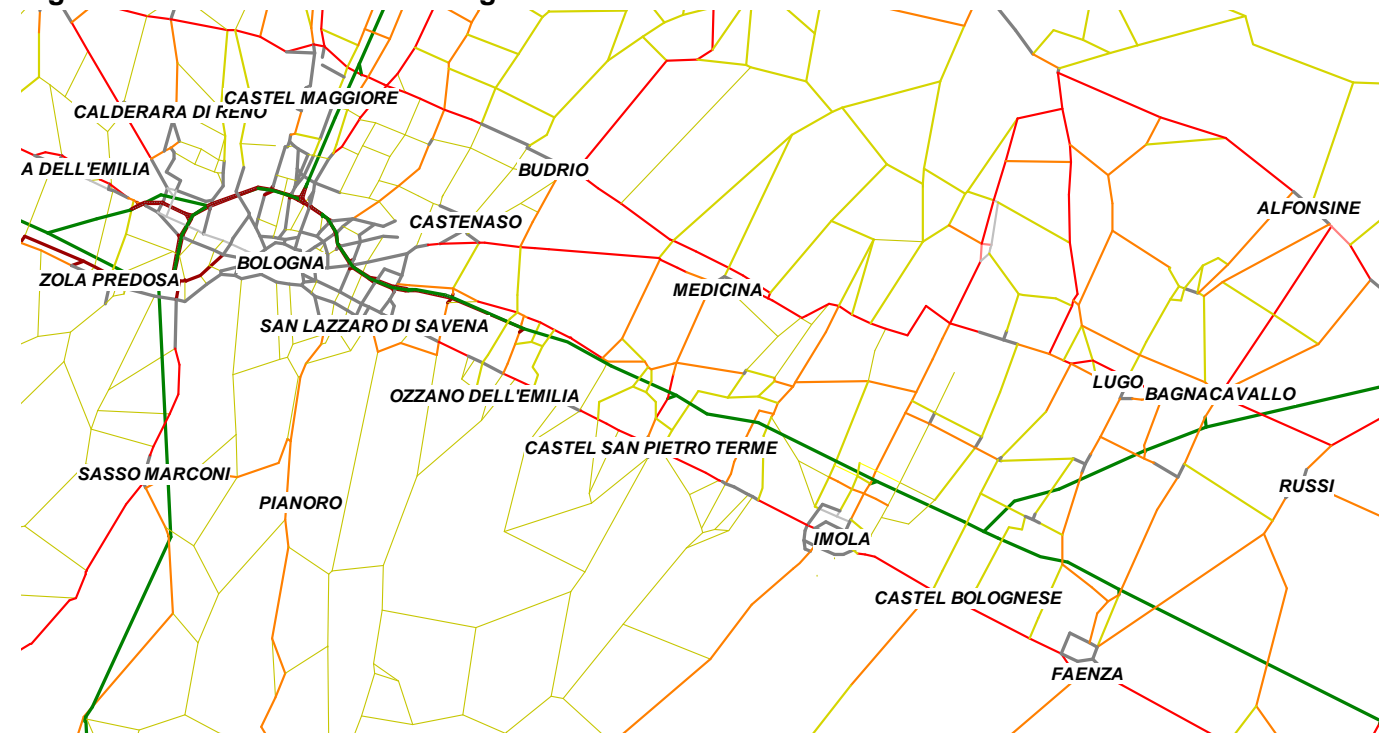 CASTEL MAGGIORE
CALDERARA DI RENO
A DELL'EMILIA
BUDRIO
CASTENASO
ALFONSINE
BOLOGNA
ZOLA PREDOSA
MEDICINA
SAN LAZZARO DI SAVENA
LUGO
BAGNACAVALLO
OZZANO DELL'EMILIA
CASTEL SAN PIETRO TERME
SASSO MARCONI
RUSSI
PIANORO
IMOLA
CASTEL BOLOGNESE
FAENZA